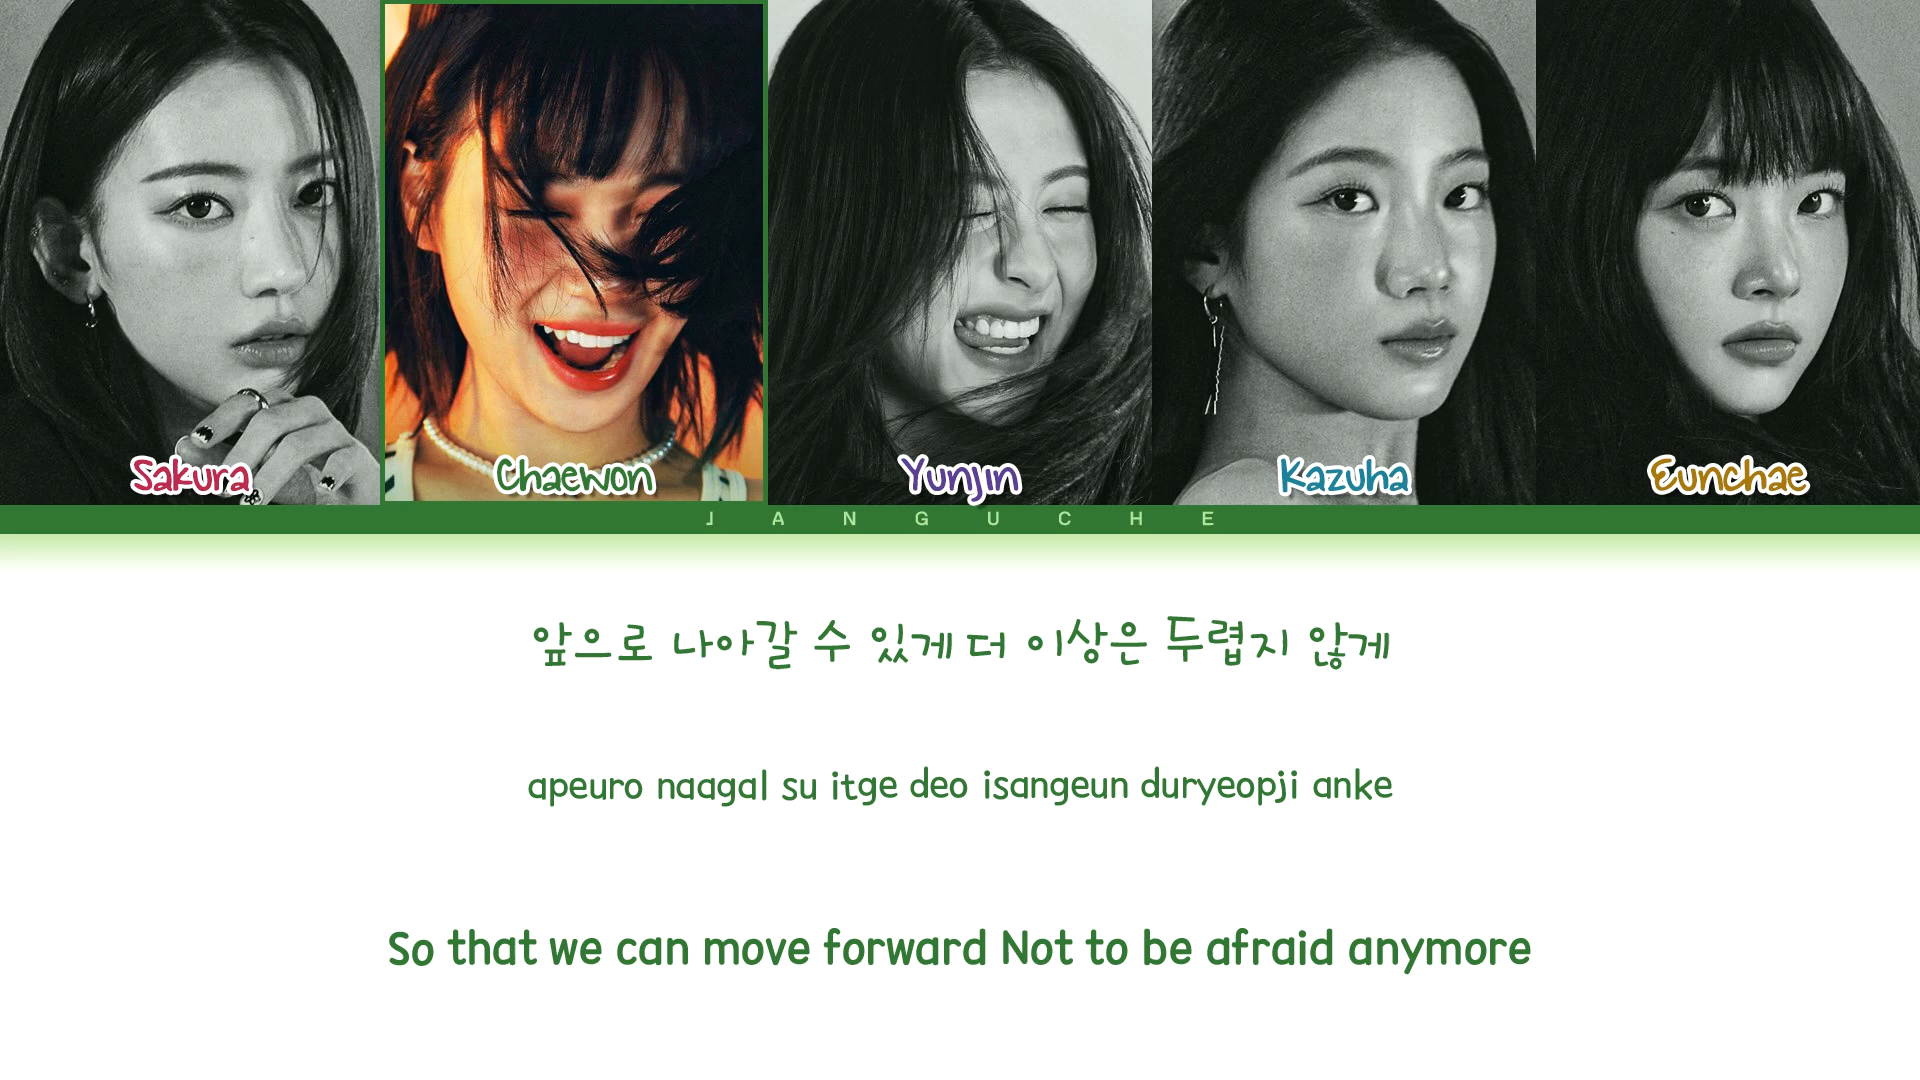 Sakura
Chaewon
Yunjin
Kazuha
Eunchae
JANGUCHE
앞으로 나아갈 수 있게 더 이상은 두렵지 않게
apeuro naagal su itge deo isangeun duryeopji anke
So that we can move forward Not to be afraid anymore